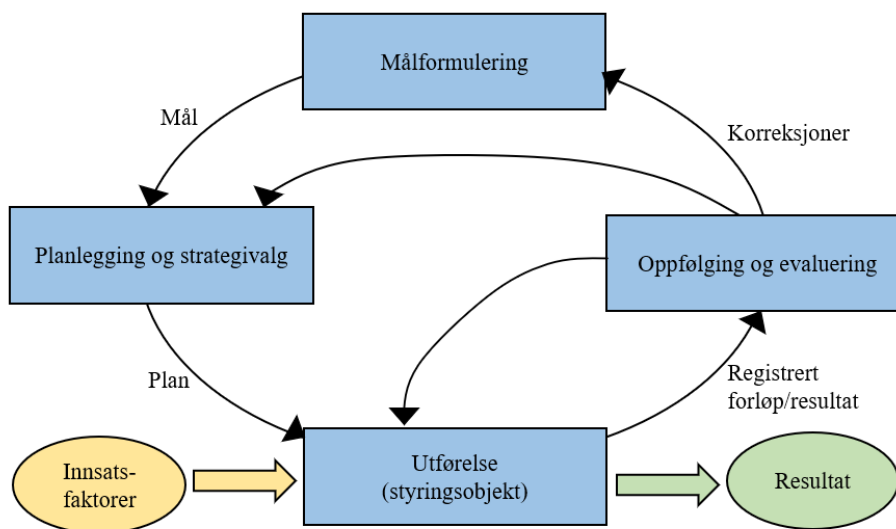 Målformulering
Mål
Korreksjoner
Planlegging og strategivalg
Oppfølging og evaluering
Plan
Registrert
forløp/resultat
Innsats-
faktorer
Utførelse
(styringsobjekt)
Resultat